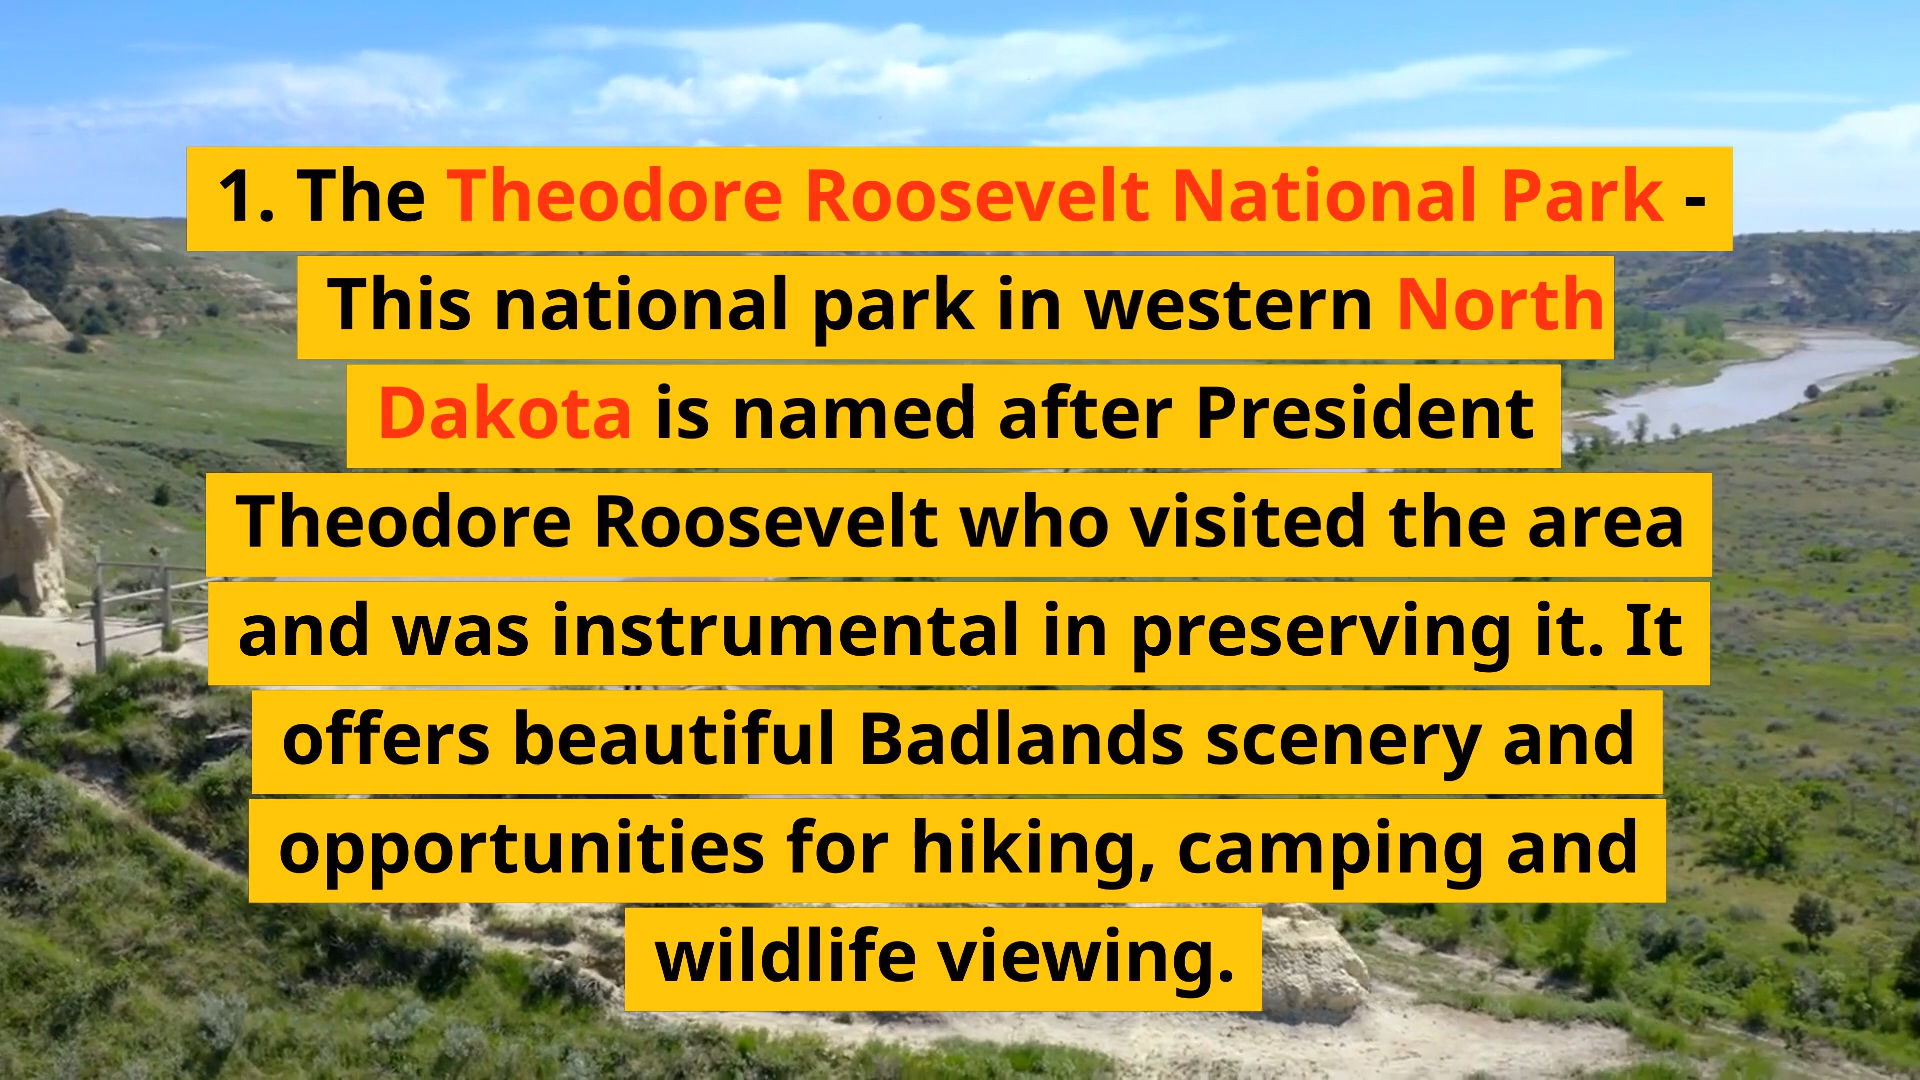 1. The Theodore Roosevelt National Park -
This national park in western North
Dakota is named after President
Theodore Roosevelt who visited the area
and was instrumental in preserving it. It
offers beautiful Badlands scenery and
opportunities for hiking, camping and
wildlife viewing.